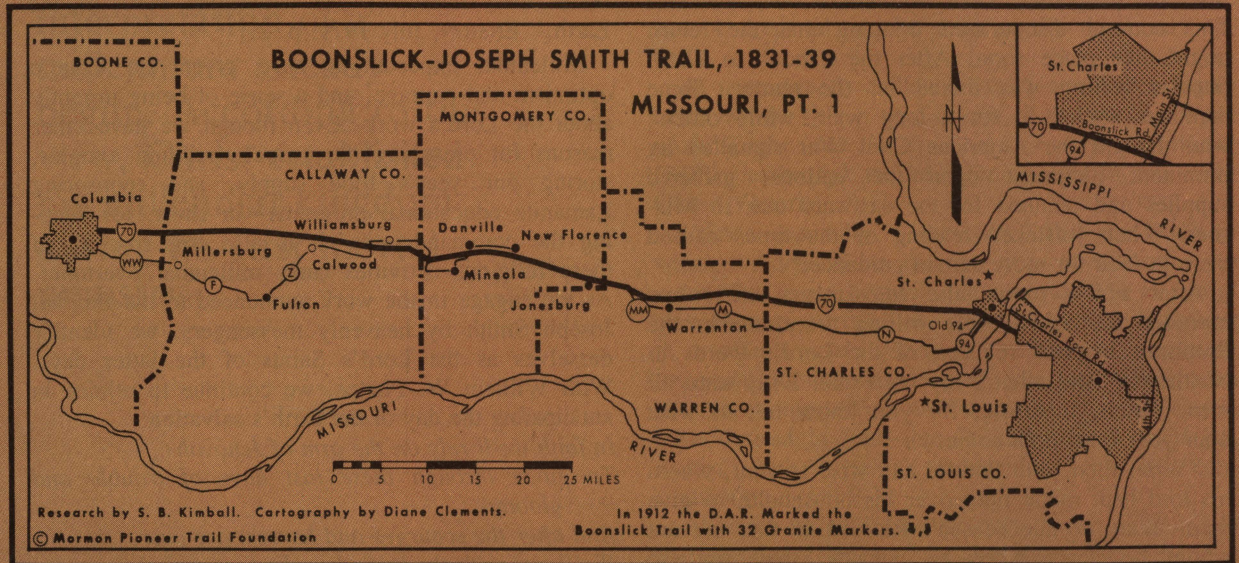 BOONSLICK-JOSEPH SMITH TRAIL, 1831-39
MISSOURI, PT. 1
BOONE CO.
MONTGOMERY CO.
CALLAWAY CO.
Columbia
70
WW
Millersburg
F
Fulton
Z
Calwood
Williamsburg
Danville
New Florence
Mineola
Jonesburg
MM
Warrenton
M
70
N
Old 94
94
St. Charles
St. Charles Rock Rd.
4th St.
St. Louis
ST. CHARLES CO.
WARREN CO.
ST. LOUIS CO.
MISSOURI
RIVER
MISSISSIPPI
RIVER
N
St. Charles
Main St.
Boonslick Rd.
70
94
0 5 10 15 20 25 MILES
Research by S. B. Kimball. Cartography by Diane Clements.
© Mormon Pioneer Trail Foundation
In 1912 the D.A.R. Marked the
Boonslick Trail with 32 Granite Markers.